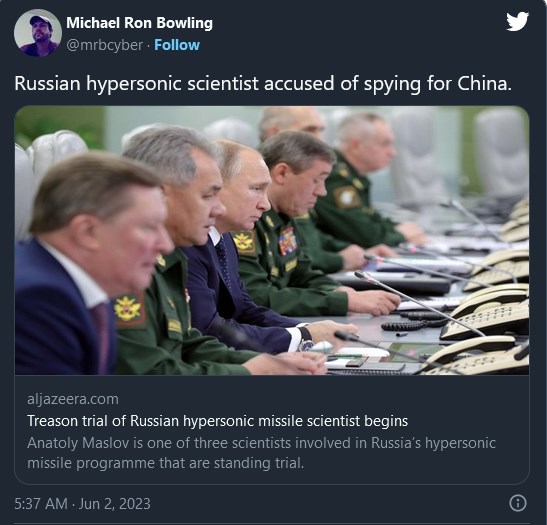 Michael Ron Bowling
@mrbcyber · Follow
Russian hypersonic scientist accused of spying for China.
aljazeera.com
Treason trial of Russian hypersonic missile scientist begins
Anatoly Maslov is one of three scientists involved in Russia's hypersonic
missile programme that are standing trial.
5:37 AM · Jun 2, 2023